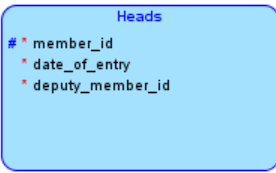 Heads
# * member_id
* date_of_entry
* deputy_member_id